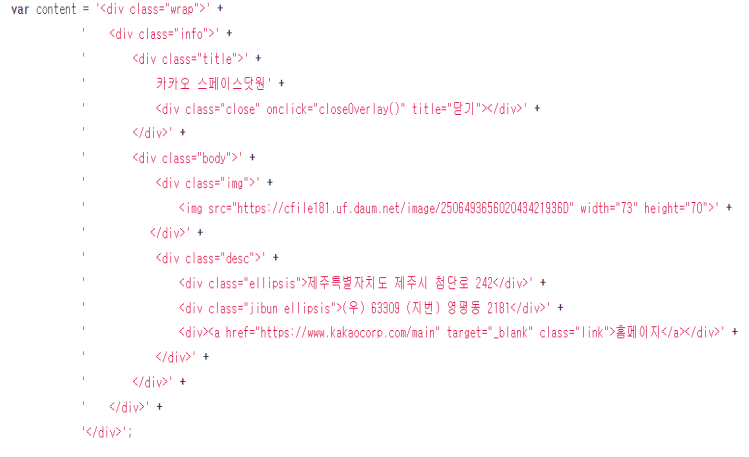 var content = '<div class="wrap">' +
'    <div class="info">' +
'        <div class="title">' +
'            카카오 스페이스닷원' +
'            <div class="close" onclick="closeOverlay()" title="닫기"></div>' +
'        </div>' +
'        <div class="body">' +
'            <div class="img">' +
'                <img src="https://cfile181.uf.daum.net/image/250649365602043421936D" width="73" height="70">' +
'           </div>' +
'            <div class="desc">' +
'                <div class="ellipsis">제주특별자치도 제주시 첨단로 242</div>' +
'                <div class="jibun ellipsis">(우) 63309 (지번) 영평동 2181</div>' +
'                <div><a href="https://www.kakaocorp.com/main" target="_blank" class="link">홈페이지</a></div>' +
'            </div>' +
'        </div>' +
'    </div>' +
'</div>';